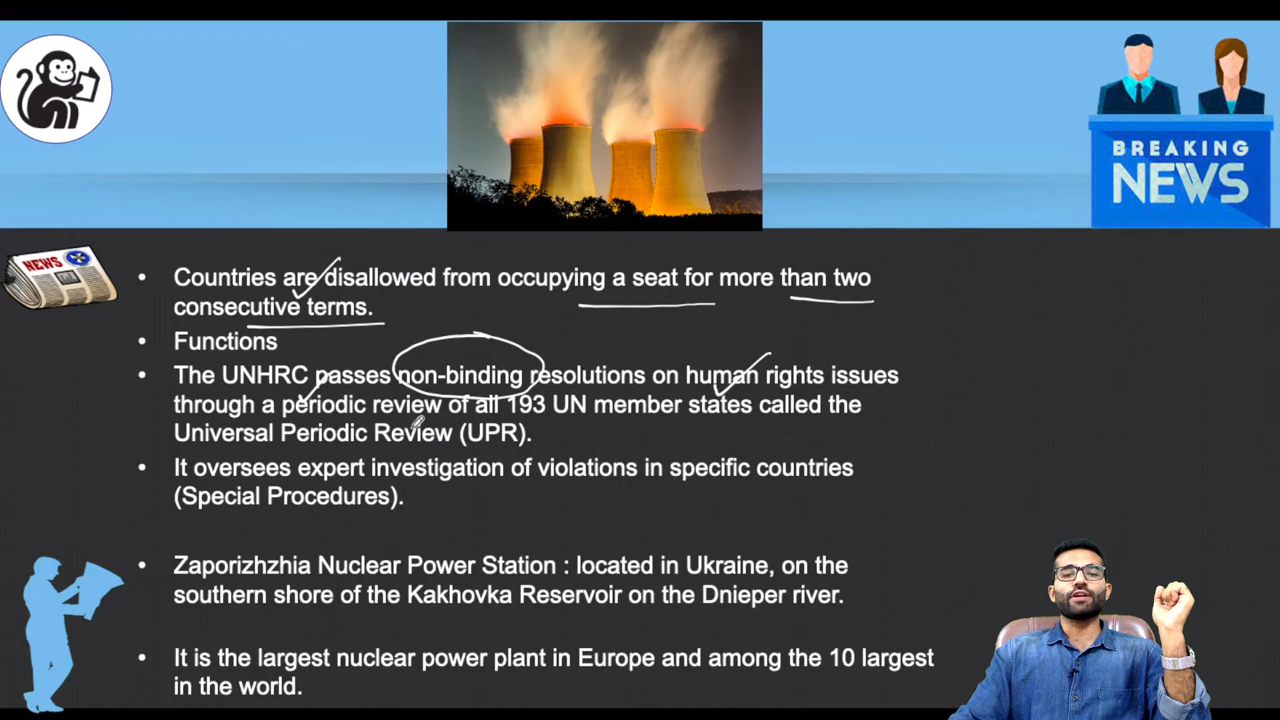 BREAKING
NEWS
NEWS
• Countries are disallowed from occupying a seat for more than two
consecutive terms.
• Functions
• The UNHRC passes non-binding resolutions on human rights issues
through a periodic review of all 193 UN member states called the
Universal Periodic Review (UPR).
• It oversees expert investigation of violations in specific countries
(Special Procedures).
• Zaporizhzhia Nuclear Power Station : located in Ukraine, on the
southern shore of the Kakhovka Reservoir on the Dnieper river.
• It is the largest nuclear power plant in Europe and among the 10 largest
in the world.